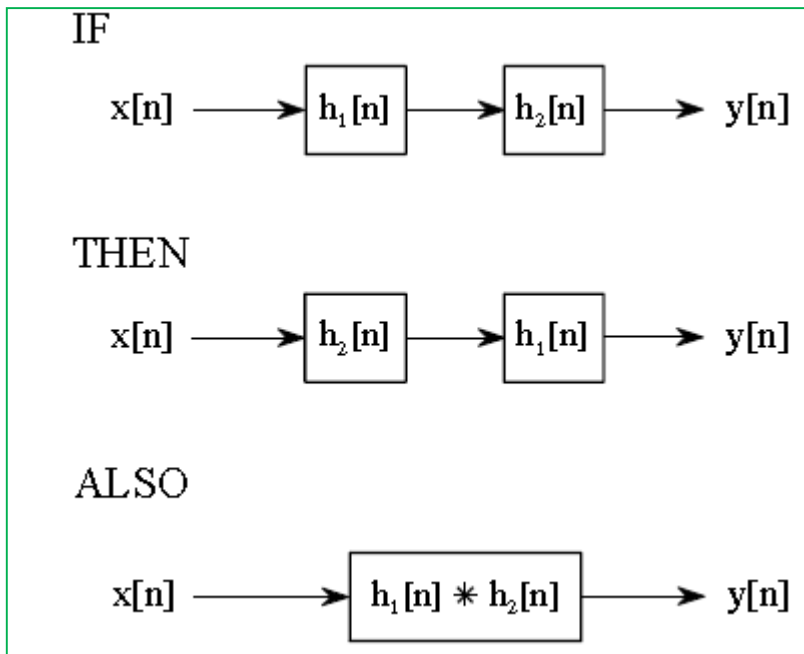 IF
x[n] h₁[n] h₂[n] y[n]
THEN
x[n] h₂[n] h₁[n] y[n]
ALSO
x[n] h₁[n] * h₂[n] y[n]